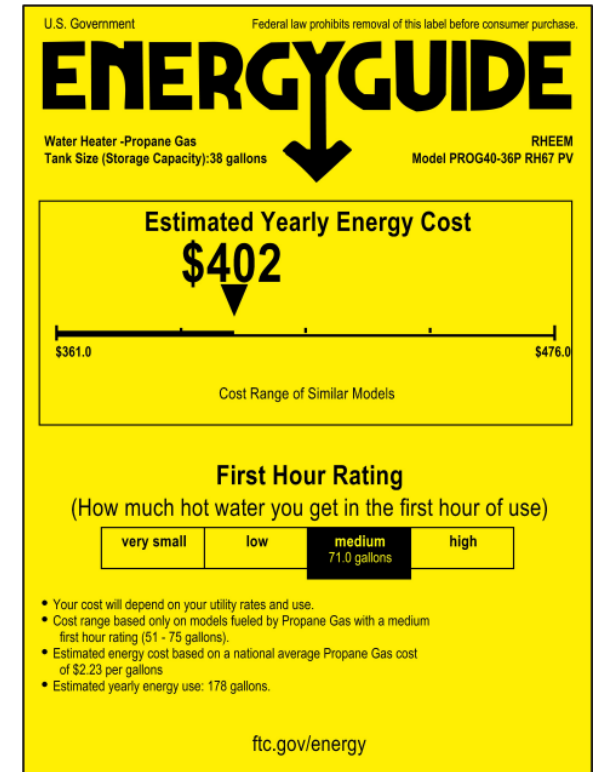 U.S. Government
Federal law prohibits removal of this label before consumer purchase.
ENERGYGUIDE
Water Heater -Propane Gas
Tank Size (Storage Capacity):38 gallons
RHEEM
Model PROG40-36P RH67 PV
Estimated Yearly Energy Cost
$402
$361.0
$476.0
Cost Range of Similar Models
First Hour Rating
(How much hot water you get in the first hour of use)
very small
low
medium
71.0 gallons
high
• Your cost will depend on your utility rates and use.
• Cost range based only on models fueled by Propane Gas with a medium
first hour rating (51 - 75 gallons).
• Estimated energy cost based on a national average Propane Gas cost
of $2.23 per gallons
• Estimated yearly energy use: 178 gallons.
ftc.gov/energy